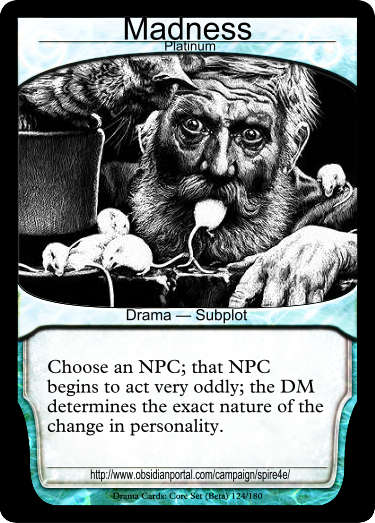 Madness
Platinum
Drama — Subplot
Choose an NPC; that NPC
begins to act very oddly; the DM
determines the exact nature of the
change in personality.
http://www.obsidianportal.com/campaign/spire4e/
Drama Cards: Core Set (Beta) 124/180